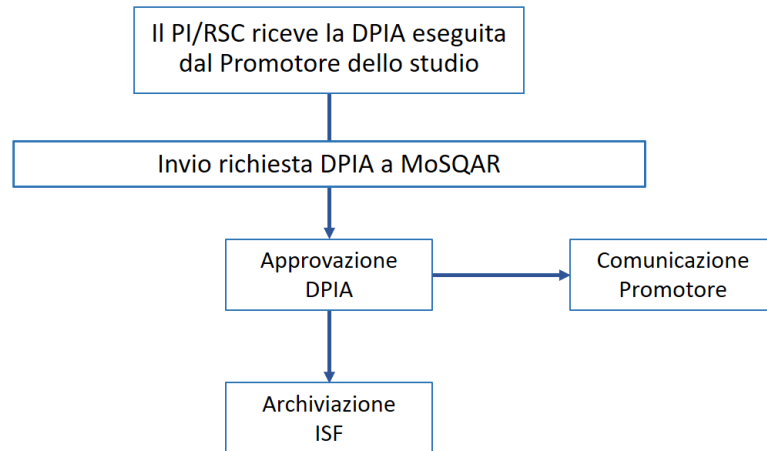 Il PI/RSC riceve la DPIA eseguita
dal Promotore dello studio
Invio richiesta DPIA a MoSQAR
Approvazione
DPIA
Comunicazione
Promotore
Archiviazione
ISF